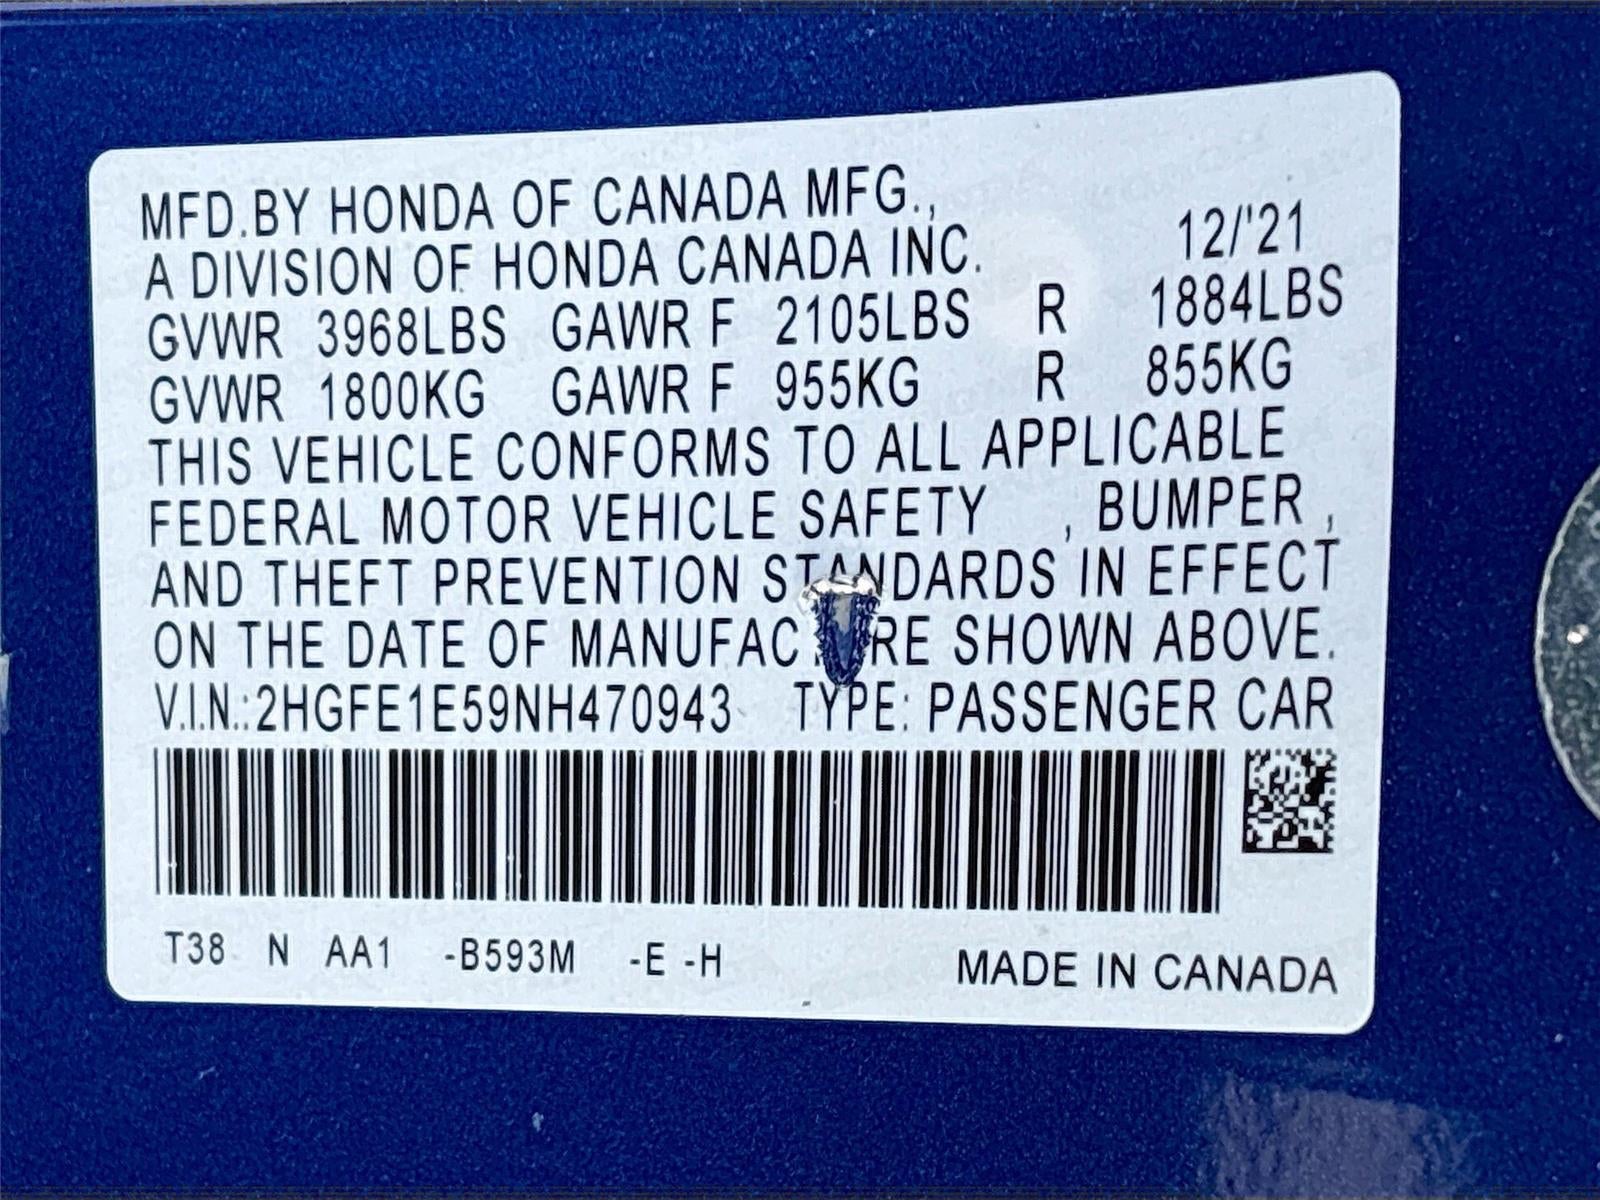 MFD.BY HONDA OF CANADA MFG.,
A DIVISION OF HONDA CANADA INC. 12/'21
GVWR 3968LBS GAWR F 2105LBS R 1884LBS
GVWR 1800KG GAWR F 955KG R 855KG
THIS VEHICLE CONFORMS TO ALL APPLICABLE
FEDERAL MOTOR VEHICLE SAFETY , BUMPER ,
AND THEFT PREVENTION STANDARDS IN EFFECT
ON THE DATE OF SHOWN ABOVE.
V.I.N.:2HGFE1E59NH470943 TYPE: PASSENGER CAR
T38 N AA1 -B593M -E -H MADE IN CANADA